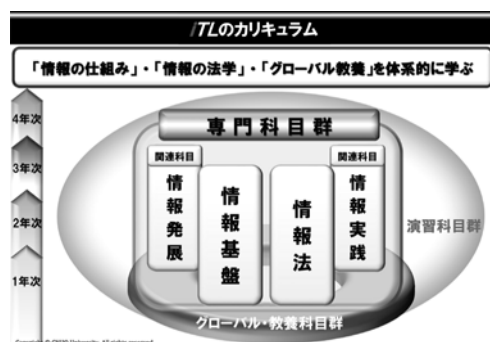 iTLのカリキュラム
「情報の仕組み」・「情報の法学」・「グローバル教養」を体系的に学ぶ
4年次
3年次
2年次
1年次
専門科目群
関連科目
情報発展
情報基盤
情報法
関連科目
情報実践
演習科目群
グローバル・教養科目群